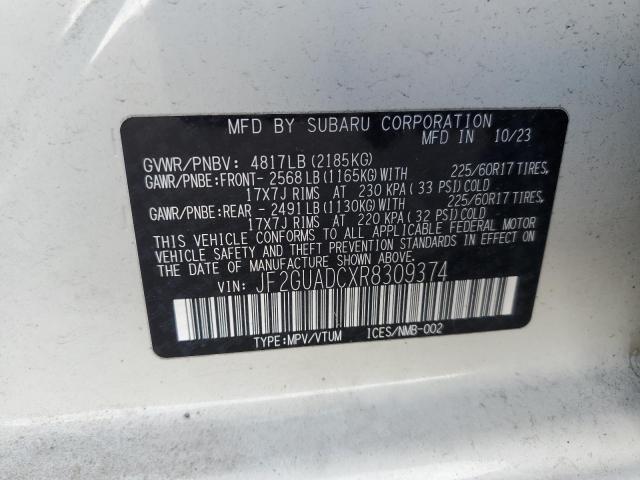 MFD BY SUBARU CORPORATION
MFD IN 10/23
GVWR/PNBV: 4817LB (2185KG)
GAWR/PNBE: FRONT- 2568 LB (1165KG) WITH 225/60R17 TIRES,
17X7J RIMS AT 230 KPA (33 PSI) COLD
GAWR/PNBE: REAR - 2491 LB (1130KG) WITH 225/60R17 TIRES,
17X7J RIMS AT 220 KPA (32 PSI) COLD
THIS VEHICLE CONFORMS TO ALL APPLICABLE FEDERAL MOTOR
VEHICLE SAFETY AND THEFT PREVENTION STANDARDS IN EFFECT ON
THE DATE OF MANUFACTURE SHOWN ABOVE.
VIN: JF2GUADCXR8309374
TYPE: MPV/VTUM ICES/NMB-002